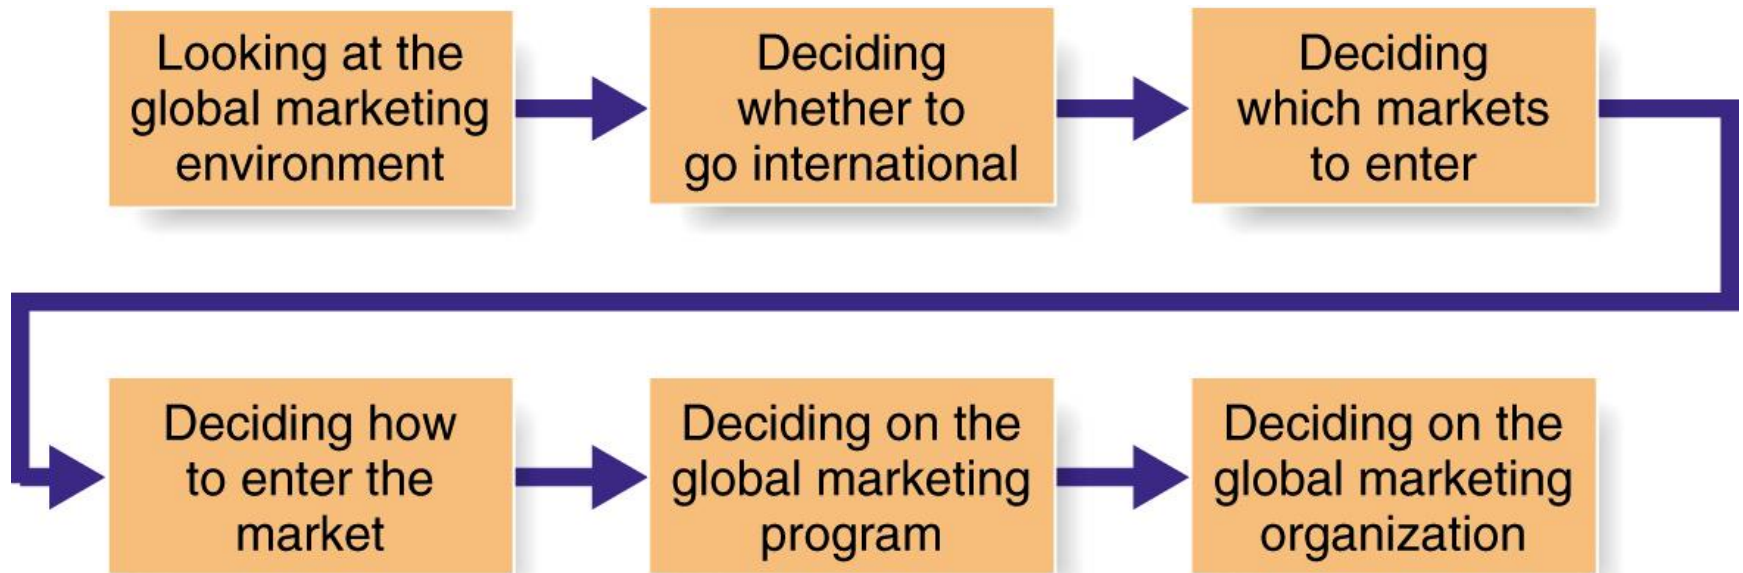 Looking at the
global marketing
environment
Deciding
whether to
go international
Deciding
which markets
to enter
Deciding how
to enter the
market
Deciding on the
global marketing
program
Deciding on the
global marketing
organization